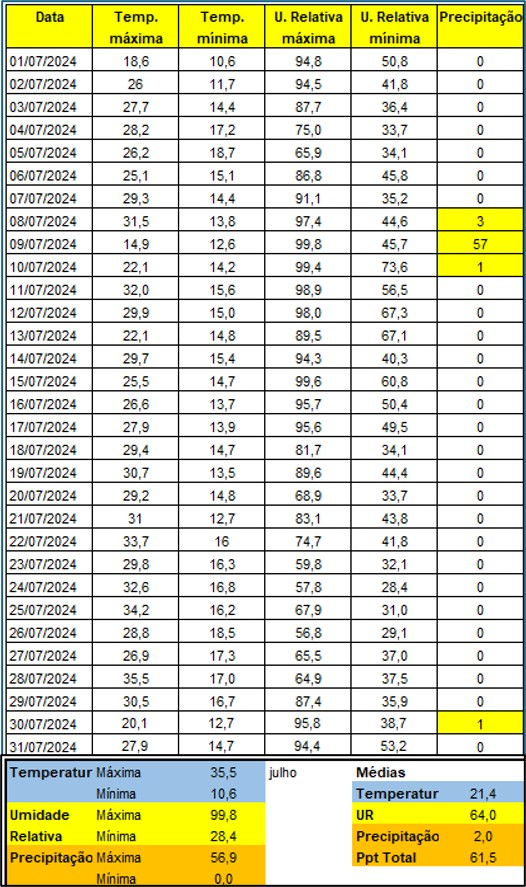 Data Temp. máxima Temp. mínima U. Relativa máxima U. Relativa mínima Precipitação
01/07/2024 18,6 10,6 94,8 50,8 0
02/07/2024 26 11,7 94,5 41,8 0
03/07/2024 27,7 14,4 87,7 36,4 0
04/07/2024 28,2 17,2 75,0 33,7 0
05/07/2024 26,2 18,7 65,9 34,1 0
06/07/2024 25,1 15,1 86,8 45,8 0
07/07/2024 29,3 14,4 91,1 35,2 0
08/07/2024 31,5 13,8 97,4 44,6 3
09/07/2024 14,9 12,6 99,8 45,7 57
10/07/2024 22,1 14,2 99,4 73,6 1
11/07/2024 32,0 15,6 98,9 56,5 0
12/07/2024 29,9 15,0 98,0 67,3 0
13/07/2024 22,1 14,8 89,5 67,1 0
14/07/2024 29,7 15,4 94,3 40,3 0
15/07/2024 25,5 14,7 99,6 60,8 0
16/07/2024 26,6 13,7 95,7 50,4 0
17/07/2024 27,9 13,9 95,6 49,5 0
18/07/2024 29,4 14,7 81,7 34,1 0
19/07/2024 30,7 13,5 89,6 44,4 0
20/07/2024 29,2 14,8 68,9 33,7 0
21/07/2024 31 12,7 83,1 43,8 0
22/07/2024 33,7 16 74,7 41,8 0
23/07/2024 29,8 16,3 59,8 32,1 0
24/07/2024 32,6 16,8 57,8 28,4 0
25/07/2024 34,2 16,2 67,9 31,0 0
26/07/2024 28,8 18,5 56,8 29,1 0
27/07/2024 26,9 17,3 65,5 37,0 0
28/07/2024 35,5 17,0 64,9 37,5 0
29/07/2024 30,5 16,7 87,4 35,9 0
30/07/2024 20,1 12,7 95,8 38,7 1
31/07/2024 27,9 14,7 94,4 53,2 0
Temperatur Máxima 35,5 julho Médias
Mínima 10,6 Temperatur 21,4
Umidade Máxima 99,8 UR 64,0
Relativa Mínima 28,4 Precipitação 2,0
Precipitação Máxima 56,9 Ppt Total 61,5
Mínima 0,0